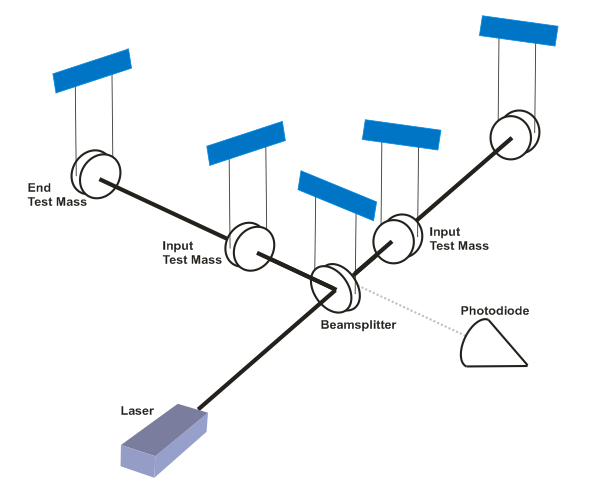 End
Test Mass
Input
Test Mass
Input
Test Mass
Beamsplitter
Photodiode
Laser